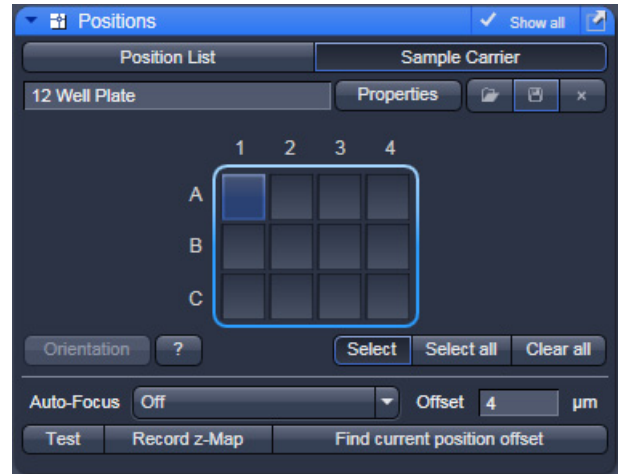 Positions Show all
Position List Sample Carrier
12 Well Plate Properties ×
1 2 3 4
A
B
C
Orientation ? Select Select all Clear all
Auto-Focus Off Offset 4 µm
Test Record z-Map Find current position offset